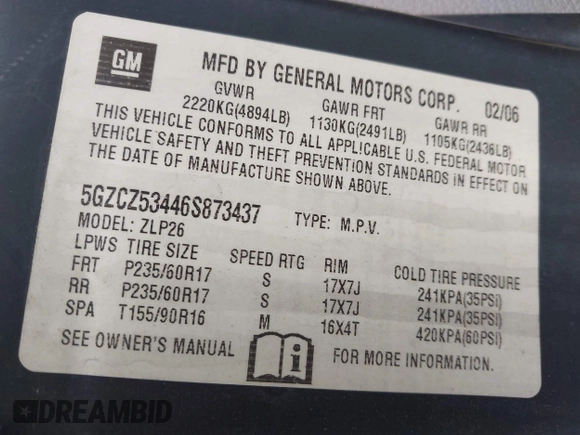 GM
MFD BY GENERAL MOTORS CORP. 02/06
GVWR GAWR FRT GAWR RR
2220KG(4894LB) 1130KG(2491LB) 1105KG(2436LB)
THIS VEHICLE CONFORMS TO ALL APPLICABLE U.S. FEDERAL MOTOR
VEHICLE SAFETY AND THEFT PREVENTION STANDARDS IN EFFECT ON
THE DATE OF MANUFACTURE SHOWN ABOVE.
5GZCZ53446S873437 TYPE: M.P.V.
MODEL: ZLP26
LPWS TIRE SIZE SPEED RTG RIM COLD TIRE PRESSURE
FRT P235/60R17 S 17X7J 241KPA(35PSI)
RR P235/60R17 S 17X7J 241KPA(35PSI)
SPA T155/90R16 M 16X4T 420KPA(60PSI)
SEE OWNER'S MANUAL i FOR MORE INFORMATION.
DREAMBID